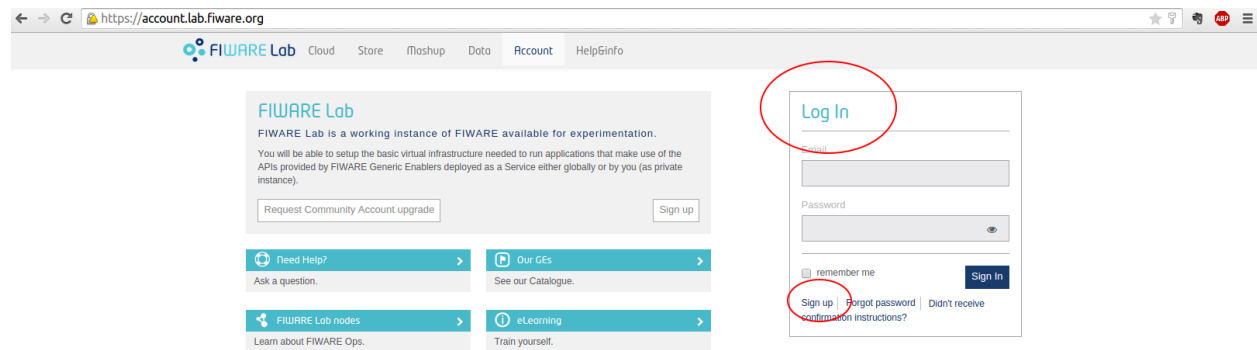 https://account.lab.fiware.org
ABP
FIWARE Lab Cloud Store Mashup Data Account Help&info
FIWARE Lab
FIWARE Lab is a working instance of FIWARE available for experimentation.
You will be able to setup the basic virtual infrastructure needed to run applications that make use of the
APIs provided by FIWARE Generic Enablers deployed as a Service either globally or by you (as private
instance).
Request Community Account upgrade
Sign up
Need Help?
Ask a question.
Our GEs
See our Catalogue.
FIWARE Lab nodes
Learn about FIWARE Ops.
eLearning
Train yourself.
Log In
Email
Password
remember me
Sign In
Sign up Forgot password Didn't receive
confirmation instructions?